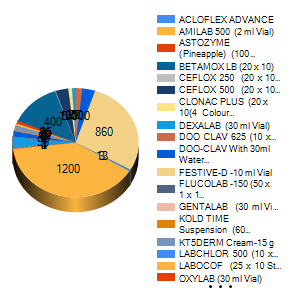 ACLOFLEB ADVANCE
AMILAB 500 (2 ml Vial)
ASTOZYME
(Pineapple) (100...
BETAMOX LB (20 x 10)
CEFLOX 250 (20 x 10...
CEFLOX 500 (20 x 10...
CLONAC PLUS (20 x
10(4 Colour...
DEXALAB (30 ml Vial)
DOO CLAV 625 (10 x...
DOO-CLAV With 30ml
Water...
FESTIVE-D -10 ml Vial
FLUCOLAB-150 (50 x
1 x 1...
GENTALAB (30 ml Vi...
KOLD TIME
Suspension (60...
KT5DERM Cream-15 g
LABCHLOR 500 (10 x...
LABOCOF (25 x 10 St...
OXYLAB (30 ml Vial)
...
860
13
1200
400